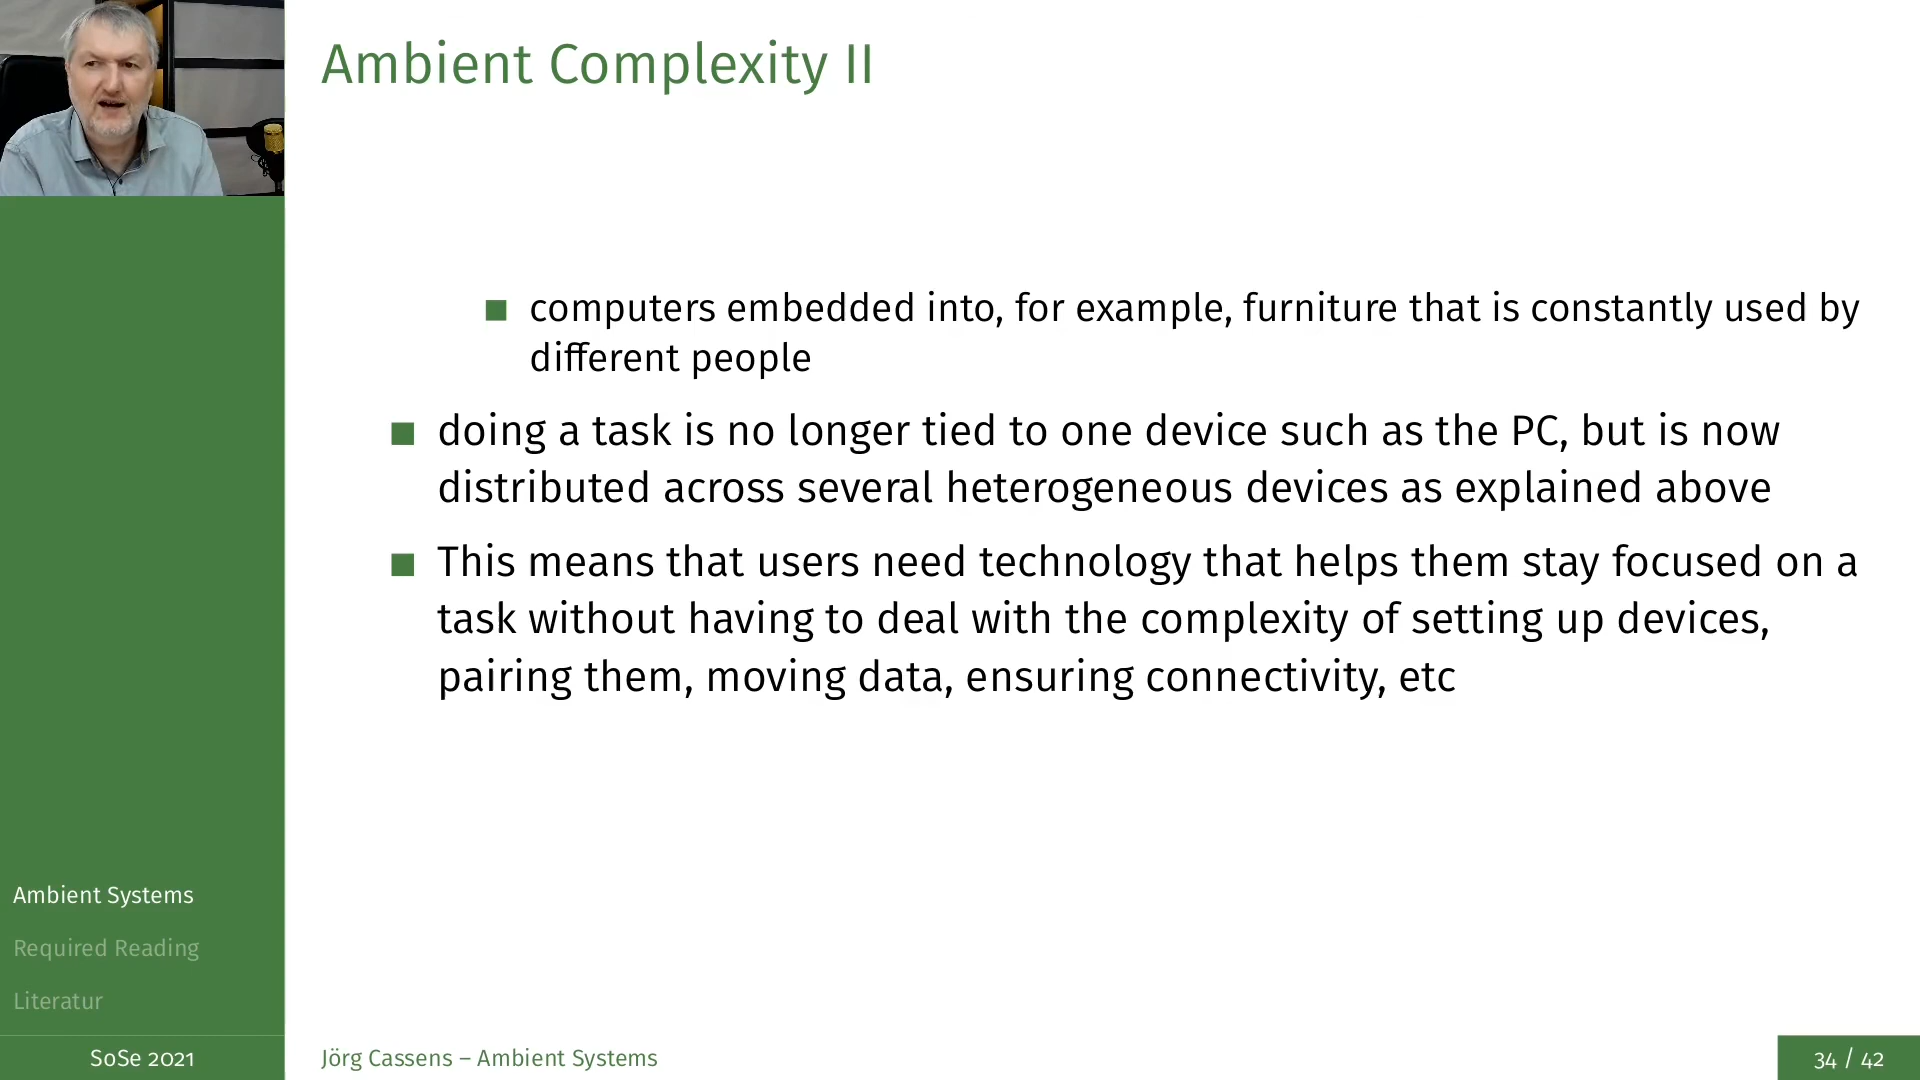 Ambient Complexity II
computers embedded into, for example, furniture that is constantly used by
different people
doing a task is no longer tied to one device such as the PC, but is now
distributed across several heterogeneous devices as explained above
This means that users need technology that helps them stay focused on a
task without having to deal with the complexity of setting up devices,
pairing them, moving data, ensuring connectivity, etc
Ambient Systems
Required Reading
Literatur
SoSe 2021
Jörg Cassens – Ambient Systems
34 / 42